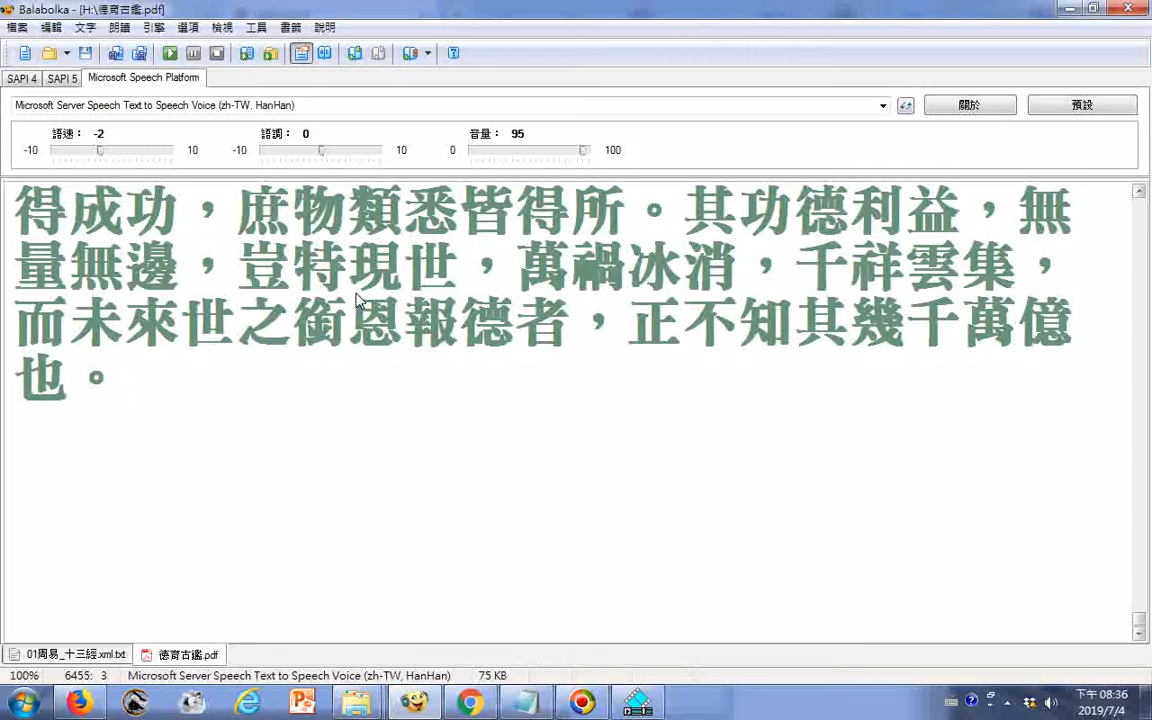 Balabolka - [H:\德育古鑑.pdf]
檔案 編輯 文字 朗讀 引擎 選項 檢視 工具 書籤 說明
SAPI 4 SAPI 5 Microsoft Speech Platform
Microsoft Server Speech Text to Speech Voice (zh-TW, HanHan) 關於 預設
語速： -2 語調： 0 音量： 95
-10 10 -10 10 0 100
得成功，庶物類悉皆得所。其功德利益，無
量無邊，豈特現世，萬禍冰消，千祥雲集，
而未來世之銜恩報德者，正不知其幾千萬億
也。
01周易_十三經.xml.txt 德育古鑑.pdf
100% 6455: 3 Microsoft Server Speech Text to Speech Voice (zh-TW, HanHan) 75 KB
下午 08:36
2019/7/4